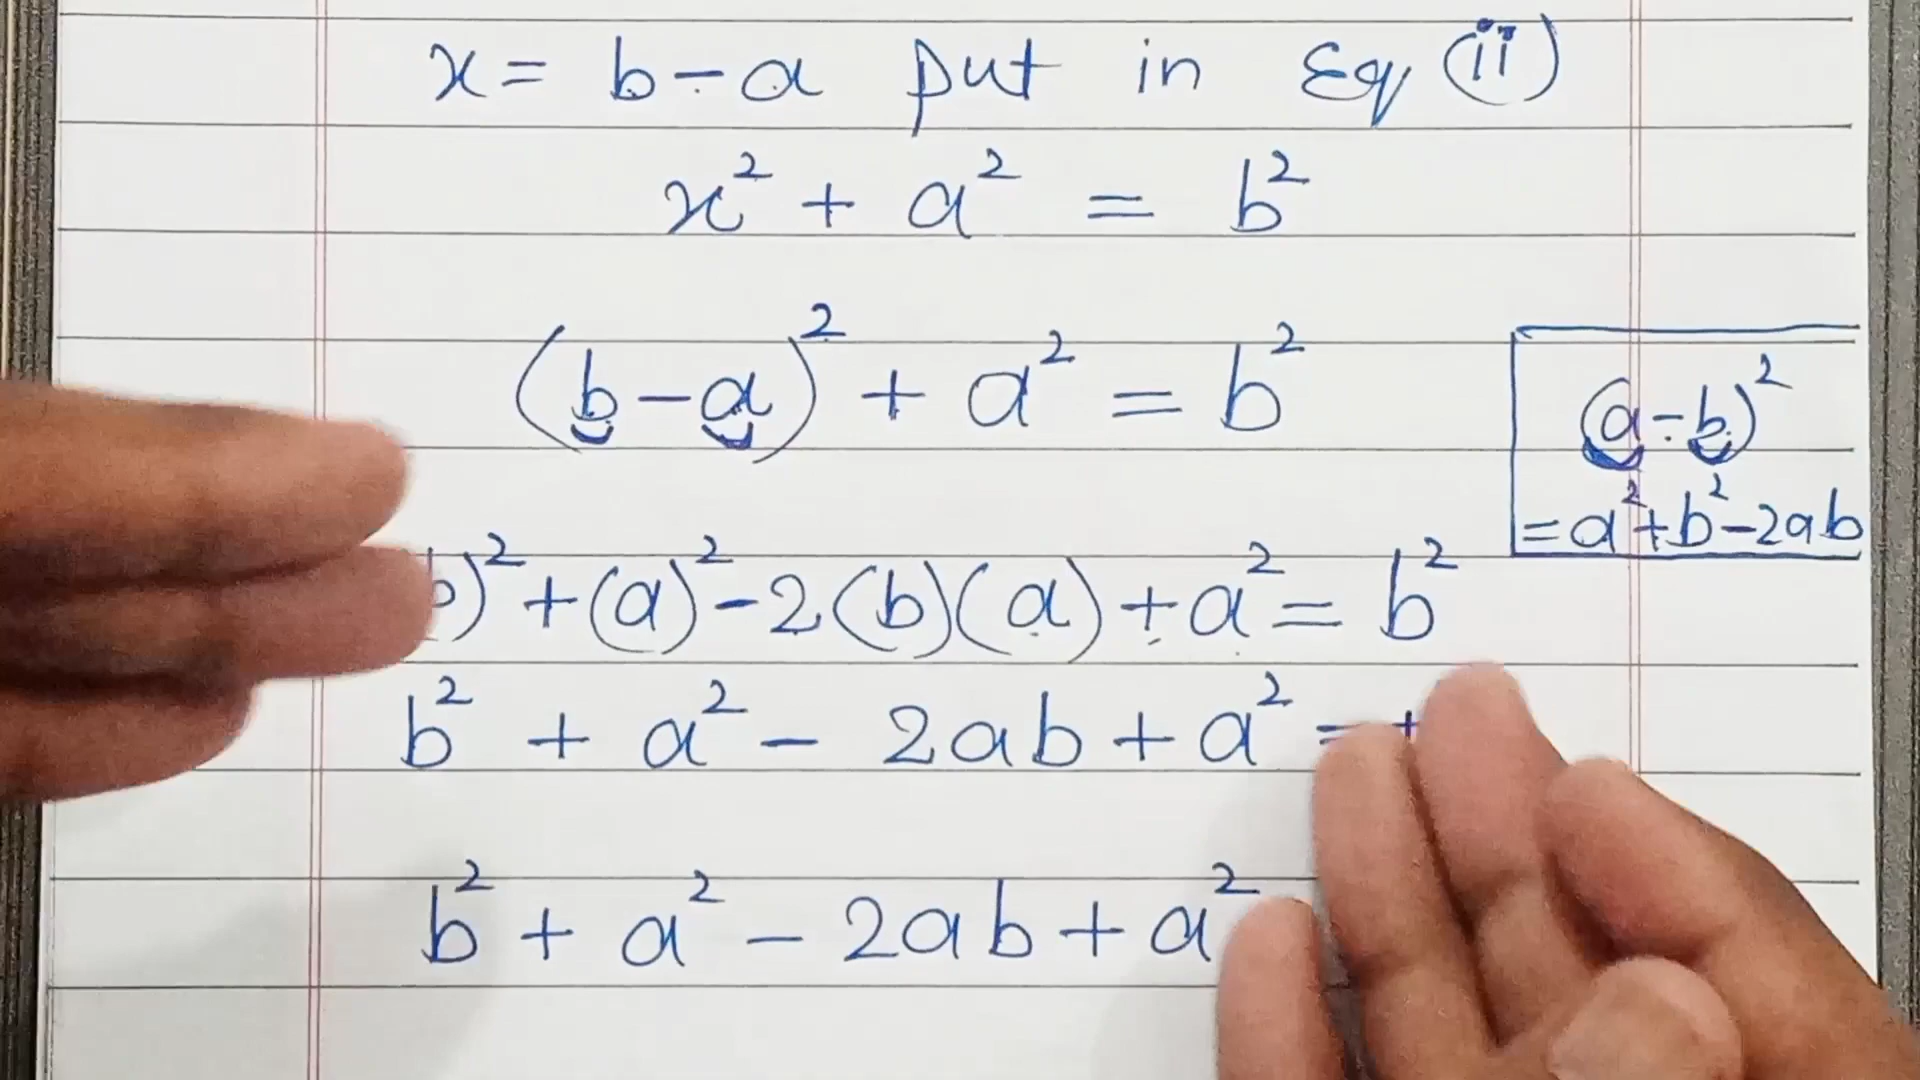 x = b - a put in Eq (ii)
x² + a² = b²
(b - a)² + a² = b²
(a - b)²
= a² + b² - 2ab
)² + (a)² - 2(b)(a) + a² = b²
b² + a² - 2ab + a² =
b² + a² - 2ab + a²